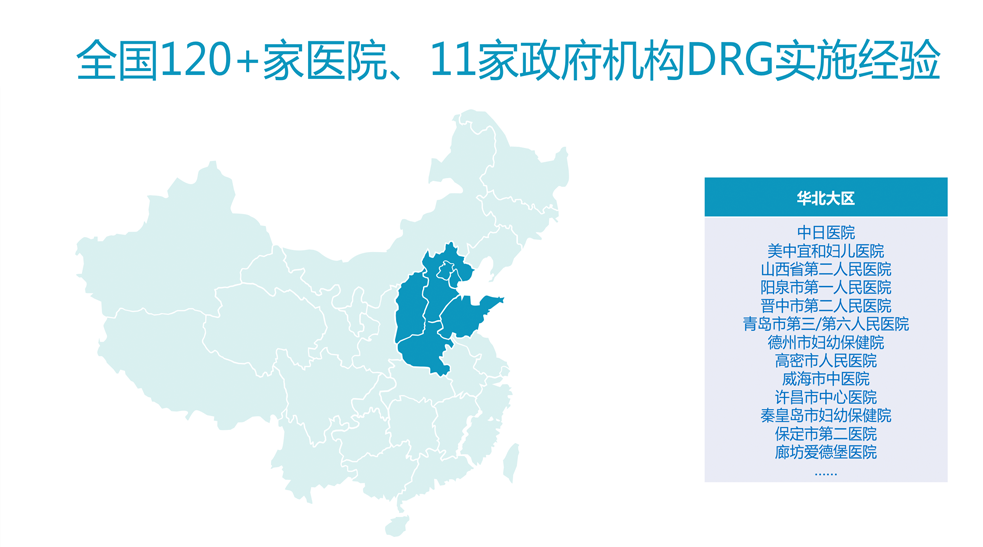 全国120+家医院、11家政府机构DRG实施经验
华北大区
中日医院
美中宜和妇儿医院
山西省第二人民医院
阳泉市第一人民医院
晋中市第二人民医院
青岛市第三/第六人民医院
德州市妇幼保健院
高密市人民医院
威海市中医院
许昌市中心医院
秦皇岛市妇幼保健院
保定市第二医院
廊坊爱德堡医院
......